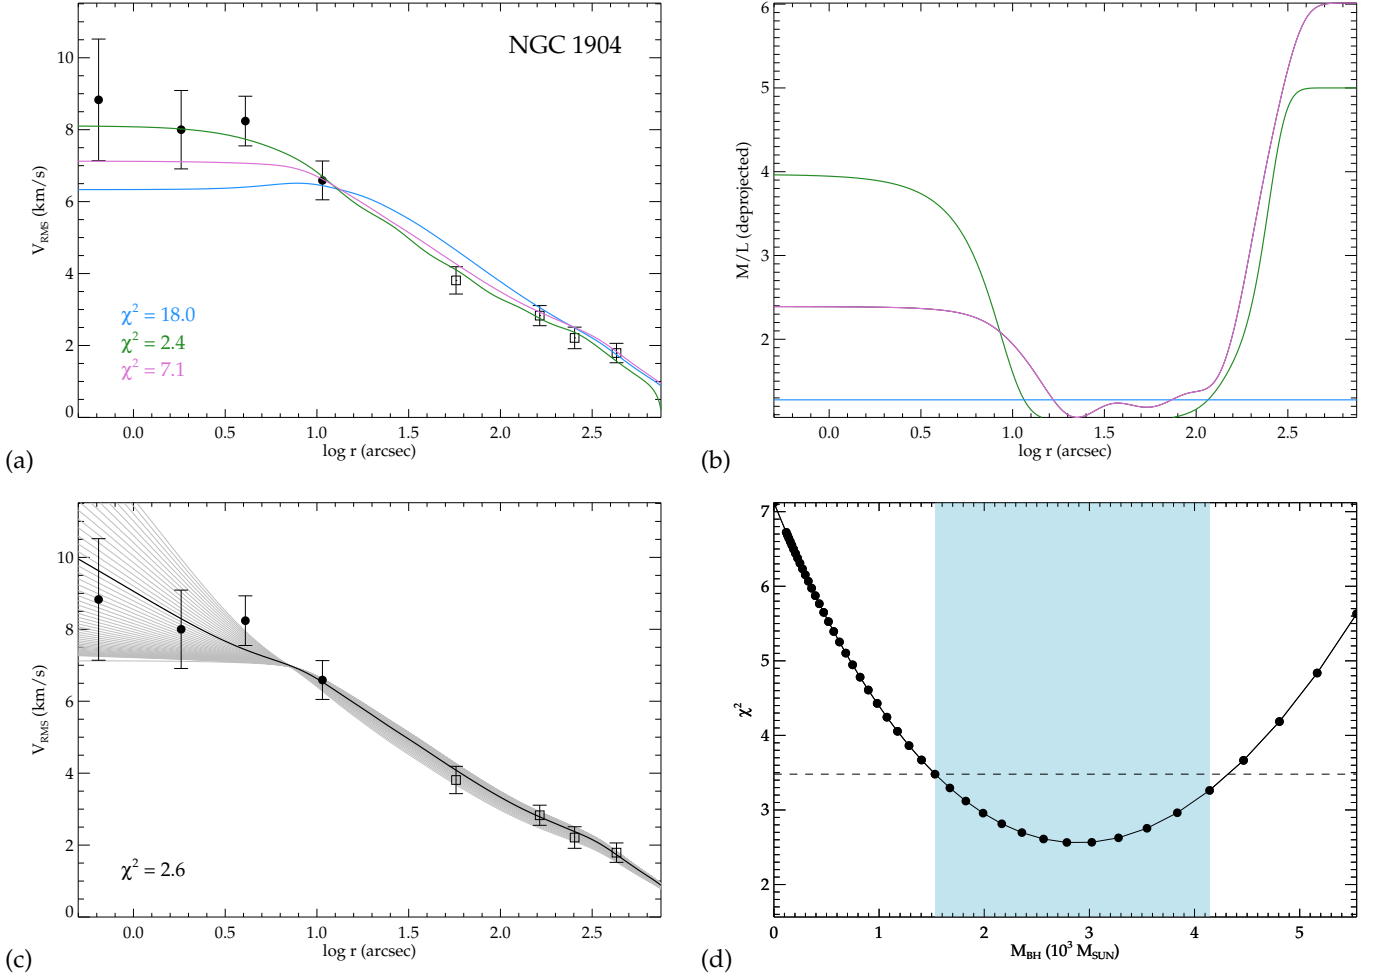 NGC 1904
10
8
6
4
2
0
V_RMS (km/s)
χ² = 18.0
χ² = 2.4
χ² = 7.1
0.0 0.5 1.0 1.5 2.0 2.5
log r (arcsec)
(a)
6
5
4
3
2
M/L (deprojected)
0.0 0.5 1.0 1.5 2.0 2.5
log r (arcsec)
(b)
10
8
6
4
2
0
V_RMS (km/s)
χ² = 2.6
0.0 0.5 1.0 1.5 2.0 2.5
log r (arcsec)
(c)
7
6
5
4
3
2
χ²
0 1 2 3 4 5
M_BH (10³ M_SUN)
(d)